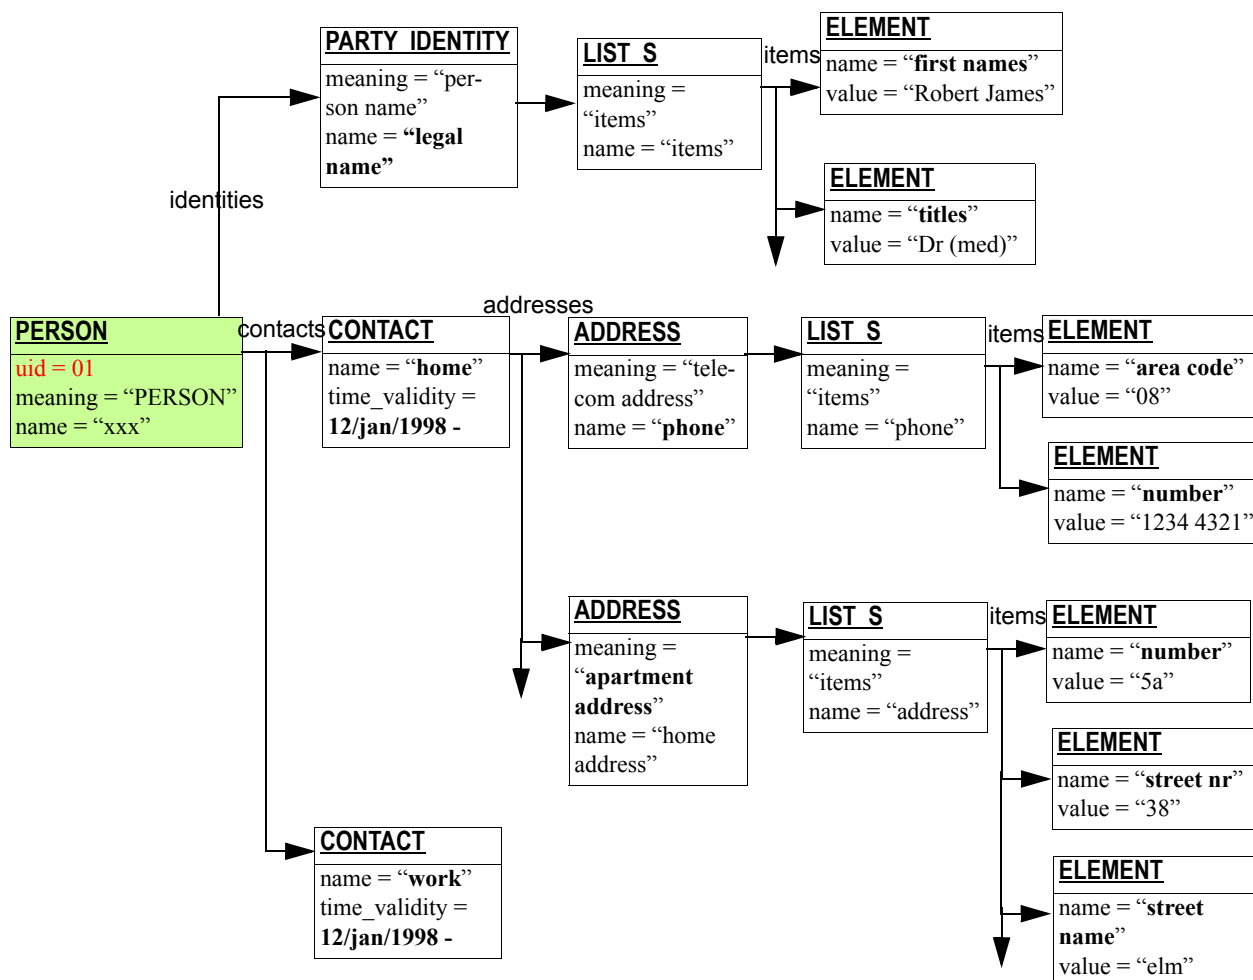 PARTY_IDENTITY
meaning = “per-
son name”
name = “legal
name”
LIST_S
meaning =
“items”
name = “items”
items
ELEMENT
name = “first names”
value = “Robert James”
ELEMENT
name = “titles”
value = “Dr (med)”
identities
PERSON
uid = 01
meaning = “PERSON”
name = “xxx”
contacts
CONTACT
name = “home”
time_validity =
12/jan/1998 -
addresses
ADDRESS
meaning = “tele-
com address”
name = “phone”
LIST_S
meaning =
“items”
name = “phone”
items
ELEMENT
name = “area code”
value = “08”
ELEMENT
name = “number”
value = “1234 4321”
ADDRESS
meaning =
“apartment
address”
name = “home
address”
LIST_S
meaning =
“items”
name = “address”
items
ELEMENT
name = “number”
value = “5a”
ELEMENT
name = “street nr”
value = “38”
ELEMENT
name = “street
name”
value = “elm”
CONTACT
name = “work”
time_validity =
12/jan/1998 -